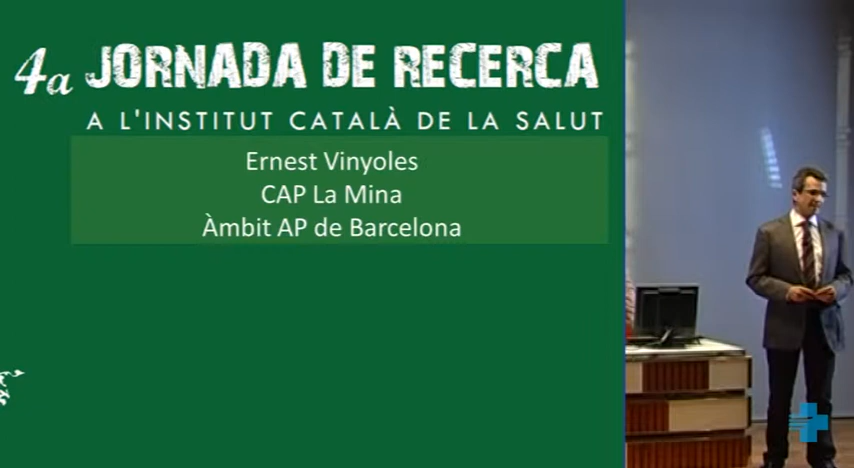 4a JORNADA DE RECERCA
A L'INSTITUT CATALÀ DE LA SALUT
Ernest Vinyoles
CAP La Mina
Àmbit AP de Barcelona